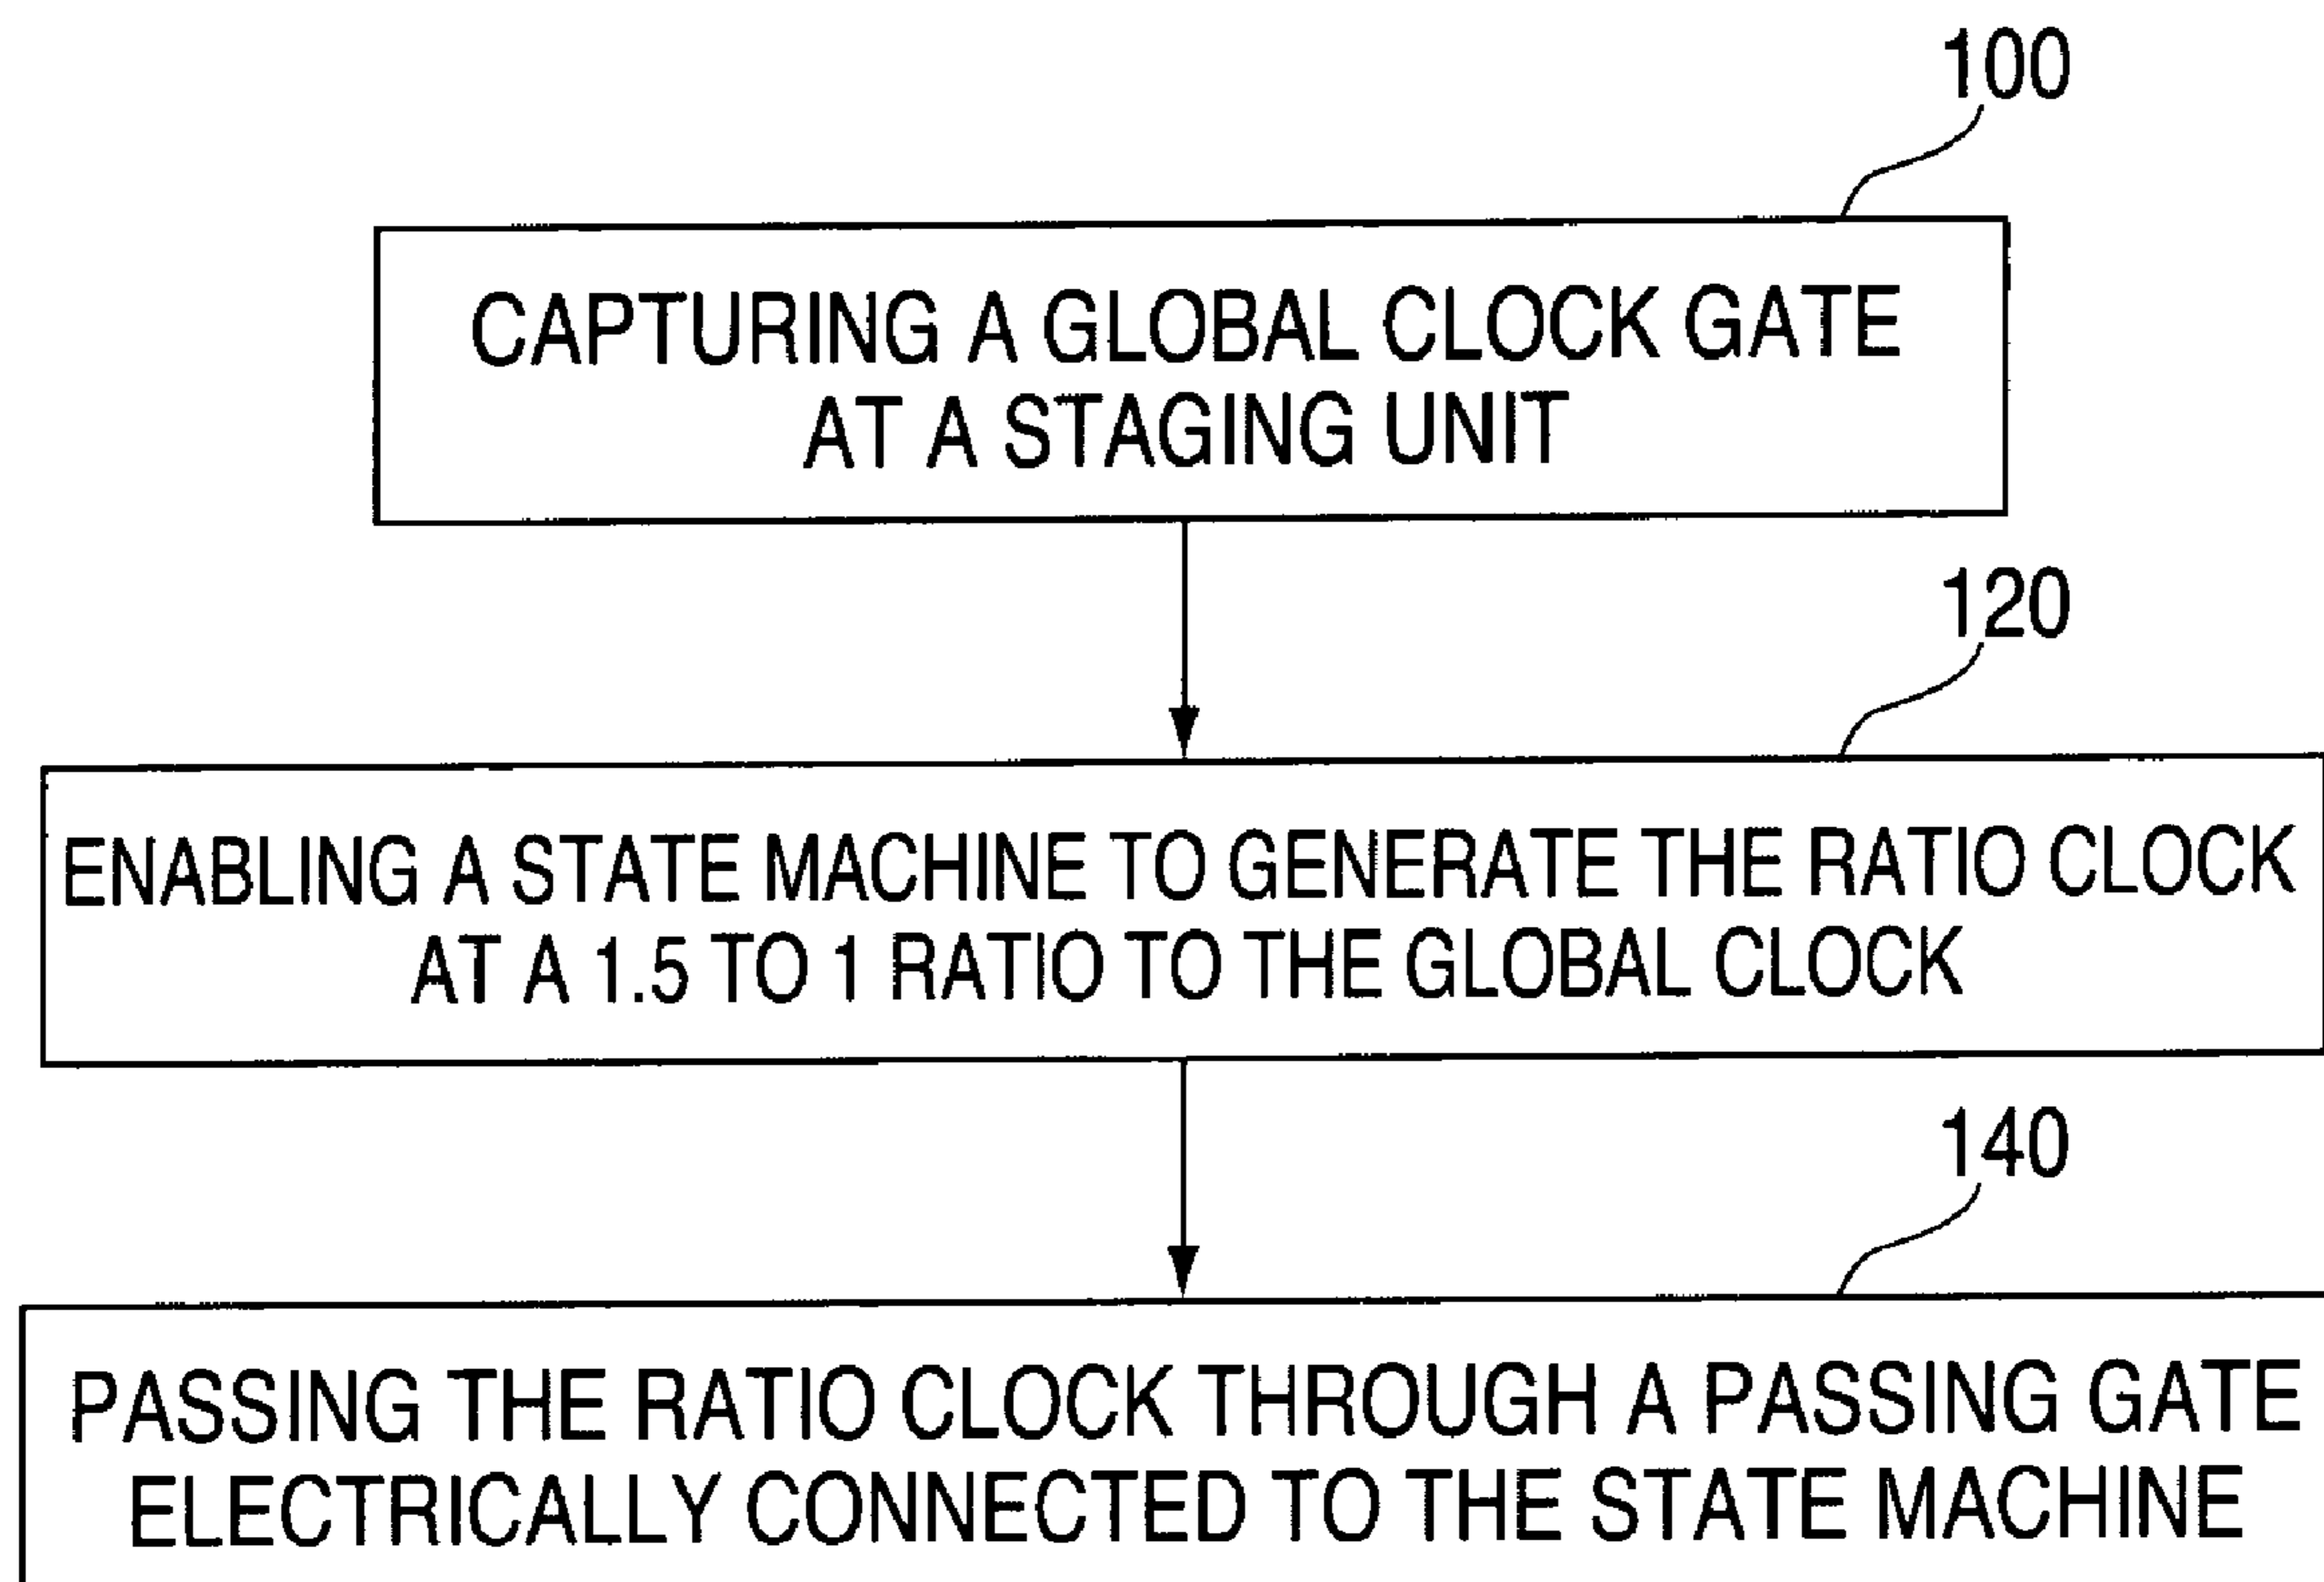 100
CAPTURING A GLOBAL CLOCK GATE
AT A STAGING UNIT
120
ENABLING A STATE MACHINE TO GENERATE THE RATIO CLOCK
AT A 1.5 TO 1 RATIO TO THE GLOBAL CLOCK
140
PASSING THE RATIO CLOCK THROUGH A PASSING GATE
ELECTRICALLY CONNECTED TO THE STATE MACHINE